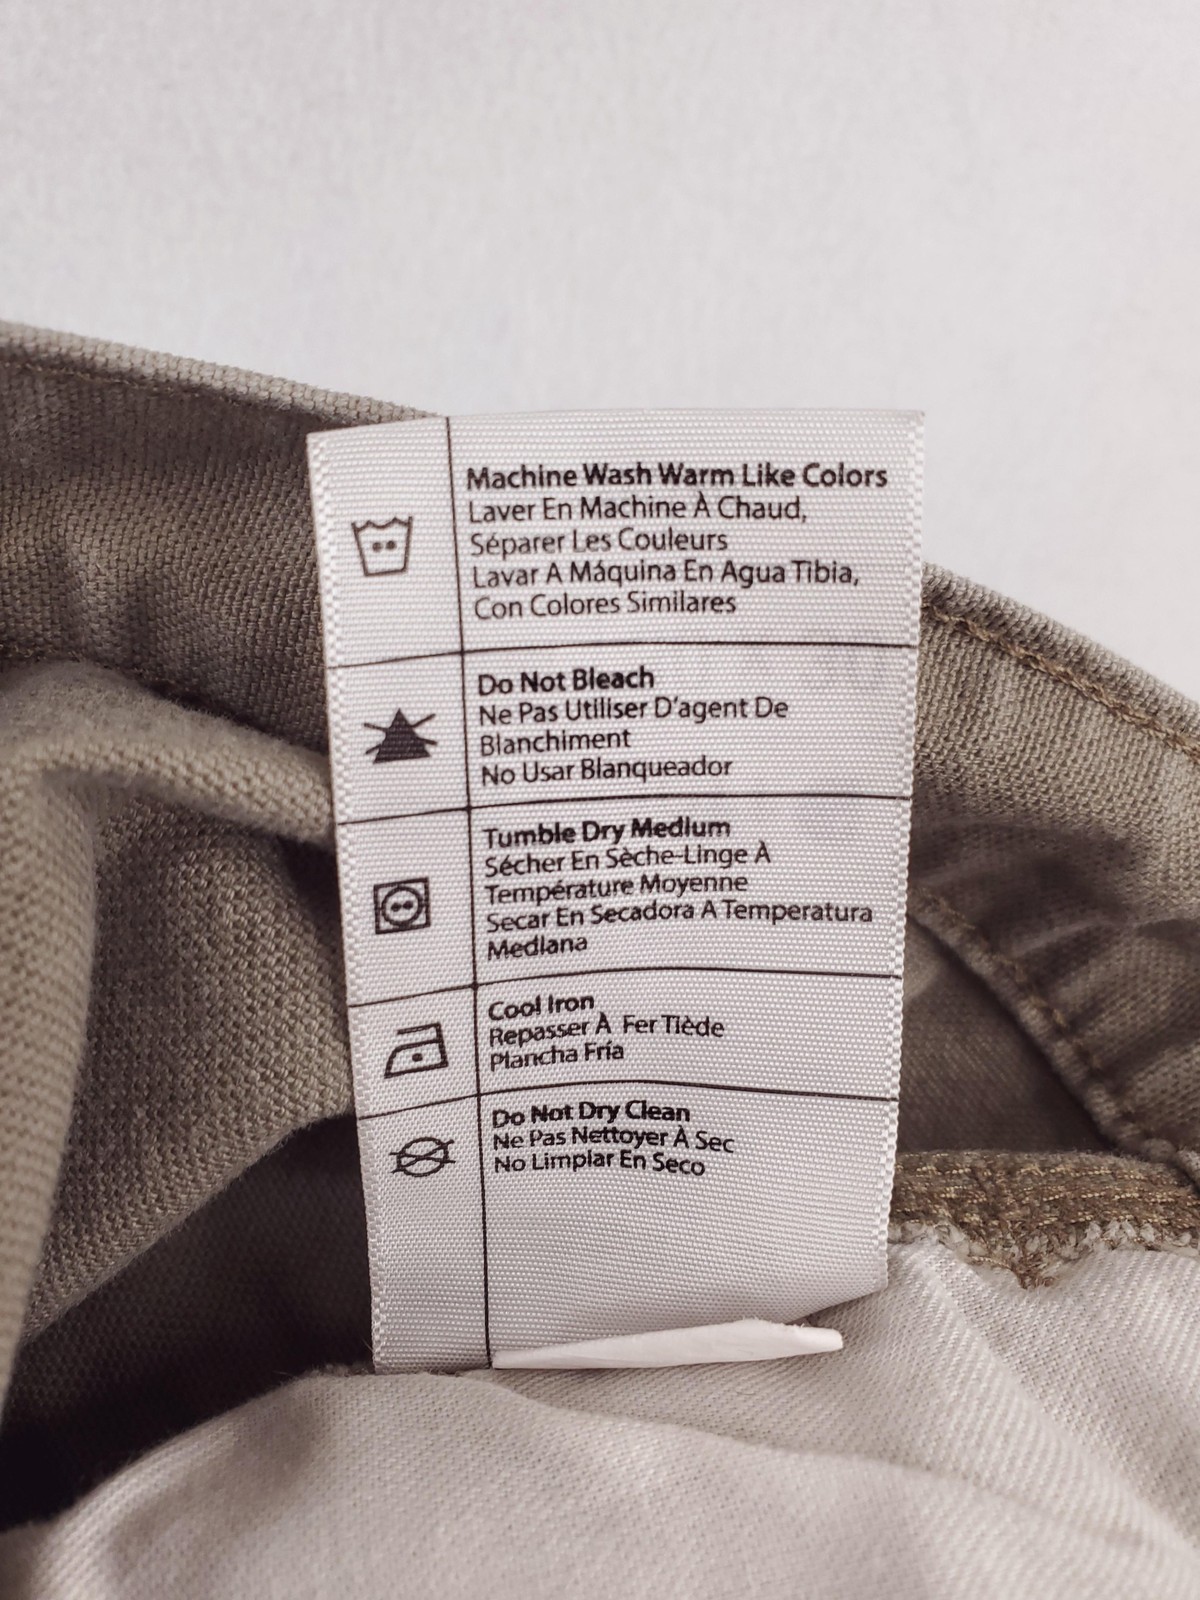 Machine Wash Warm Like Colors
Laver En Machine À Chaud,
Séparer Les Couleurs
Lavar A Máquina En Agua Tibia,
Con Colores Similares
Do Not Bleach
Ne Pas Utiliser D'agent De
Blanchiment
No Usar Blanqueador
Tumble Dry Medium
Sécher En Sèche-Linge À
Température Moyenne
Secar En Secadora A Temperatura
Mediana
Cool Iron
Repasser À Fer Tiède
Plancha Fría
Do Not Dry Clean
Ne Pas Nettoyer À Sec
No Limpiar En Seco